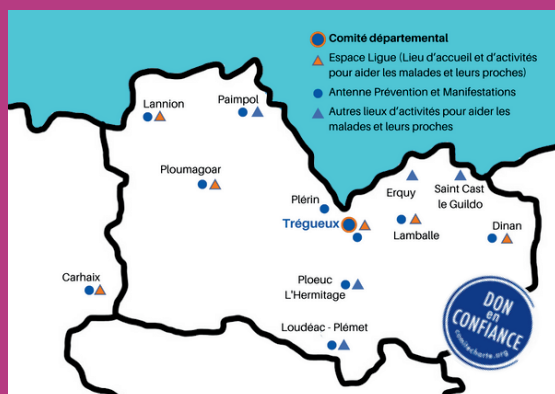 Comité départemental
Espace Ligue (Lieu d'accueil et d'activités
pour aider les malades et leurs proches)
Antenne Prévention et Manifestations
Autres lieux d'activités pour aider les
malades et leurs proches
Lannion
Paimpol
Ploumagoar
Plérin
Erquy
Saint Cast
le Guildo
Trégueux
Lamballe
Dinan
Carhaix
Ploeuc
L'Hermitage
Loudéac - Plémet
DON
en
CONFIANCE
comitecharte.org